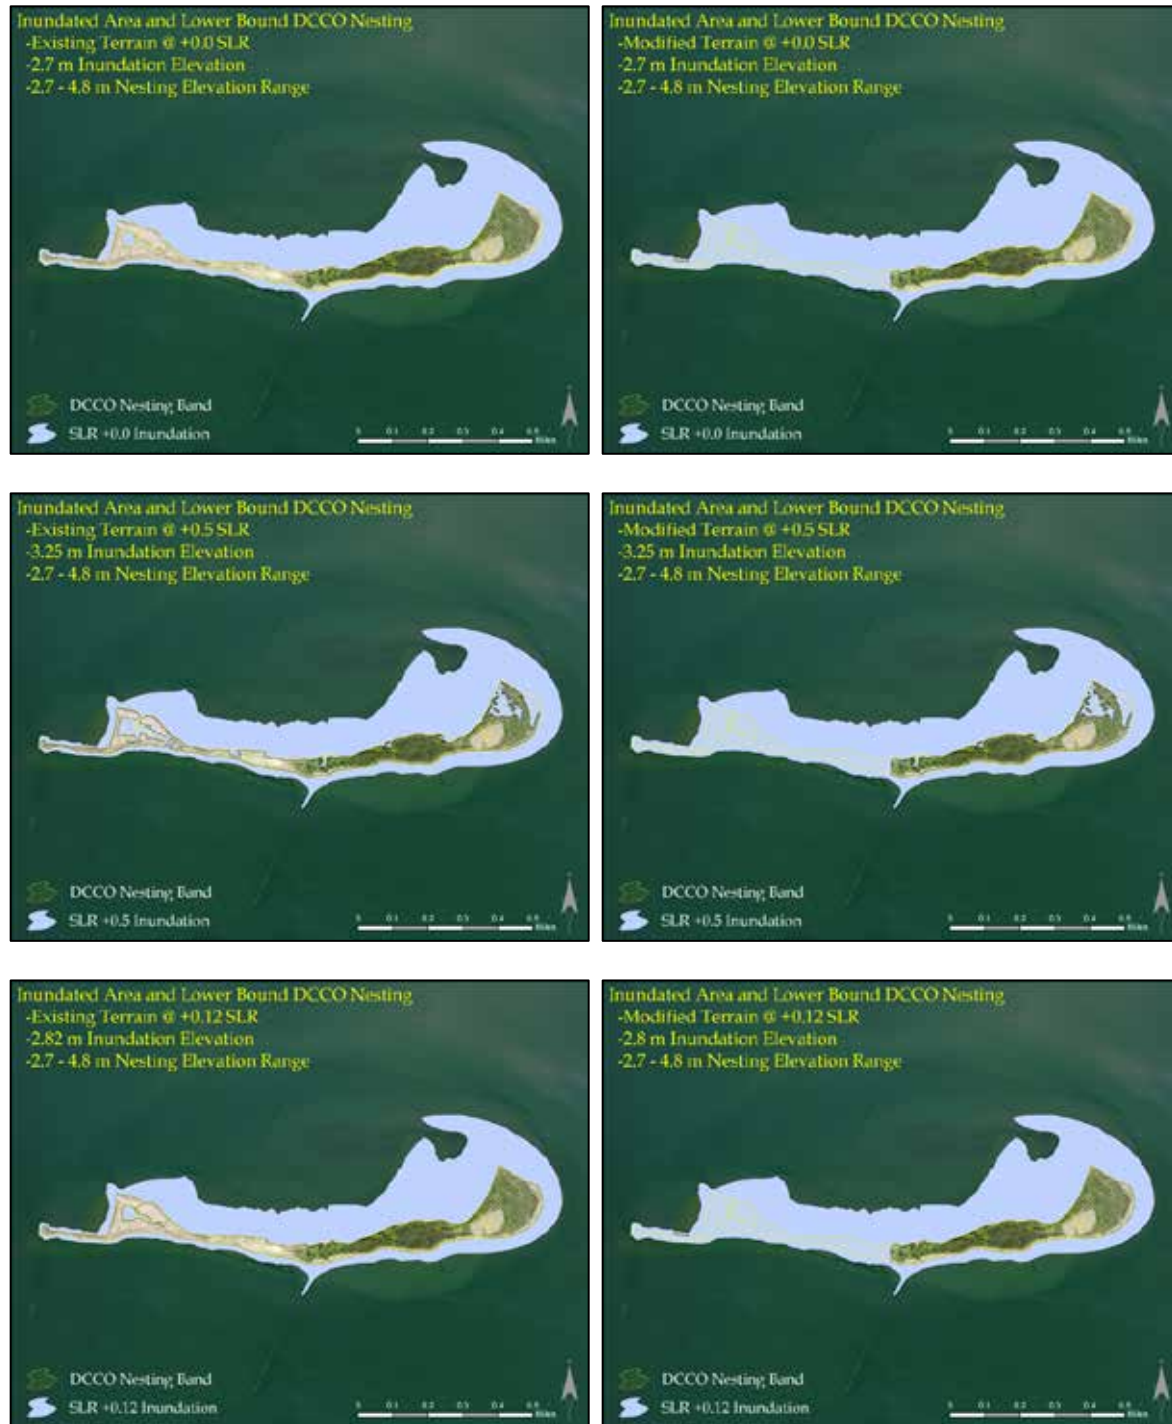 Inundated Area and Lower Bound DCCO Nesting
-Existing Terrain @ +0.0 SLR
-2.7 m Inundation Elevation
-2.7 - 4.8 m Nesting Elevation Range
DCCO Nesting Band
SLR +0.0 Inundation
Inundated Area and Lower Bound DCCO Nesting
-Modified Terrain @ +0.0 SLR
-2.7 m Inundation Elevation
-2.7 - 4.8 m Nesting Elevation Range
DCCO Nesting Band
SLR +0.0 Inundation
Inundated Area and Lower Bound DCCO Nesting
-Existing Terrain @ +0.5 SLR
-3.25 m Inundation Elevation
-2.7 - 4.8 m Nesting Elevation Range
DCCO Nesting Band
SLR +0.5 Inundation
Inundated Area and Lower Bound DCCO Nesting
-Modified Terrain @ +0.5 SLR
-3.25 m Inundation Elevation
-2.7 - 4.8 m Nesting Elevation Range
DCCO Nesting Band
SLR +0.5 Inundation
Inundated Area and Lower Bound DCCO Nesting
-Existing Terrain @ +0.12 SLR
-2.82 m Inundation Elevation
-2.7 - 4.8 m Nesting Elevation Range
DCCO Nesting Band
SLR +0.12 Inundation
Inundated Area and Lower Bound DCCO Nesting
-Modified Terrain @ +0.12 SLR
-2.8 m Inundation Elevation
-2.7 - 4.8 m Nesting Elevation Range
DCCO Nesting Band
SLR +0.12 Inundation